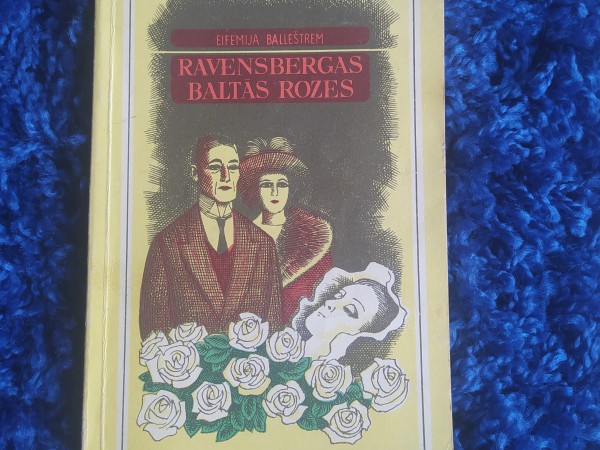 EIFEMIJA BALLEŠTREM
RAVENSBERGAS
BALTĀS ROZES